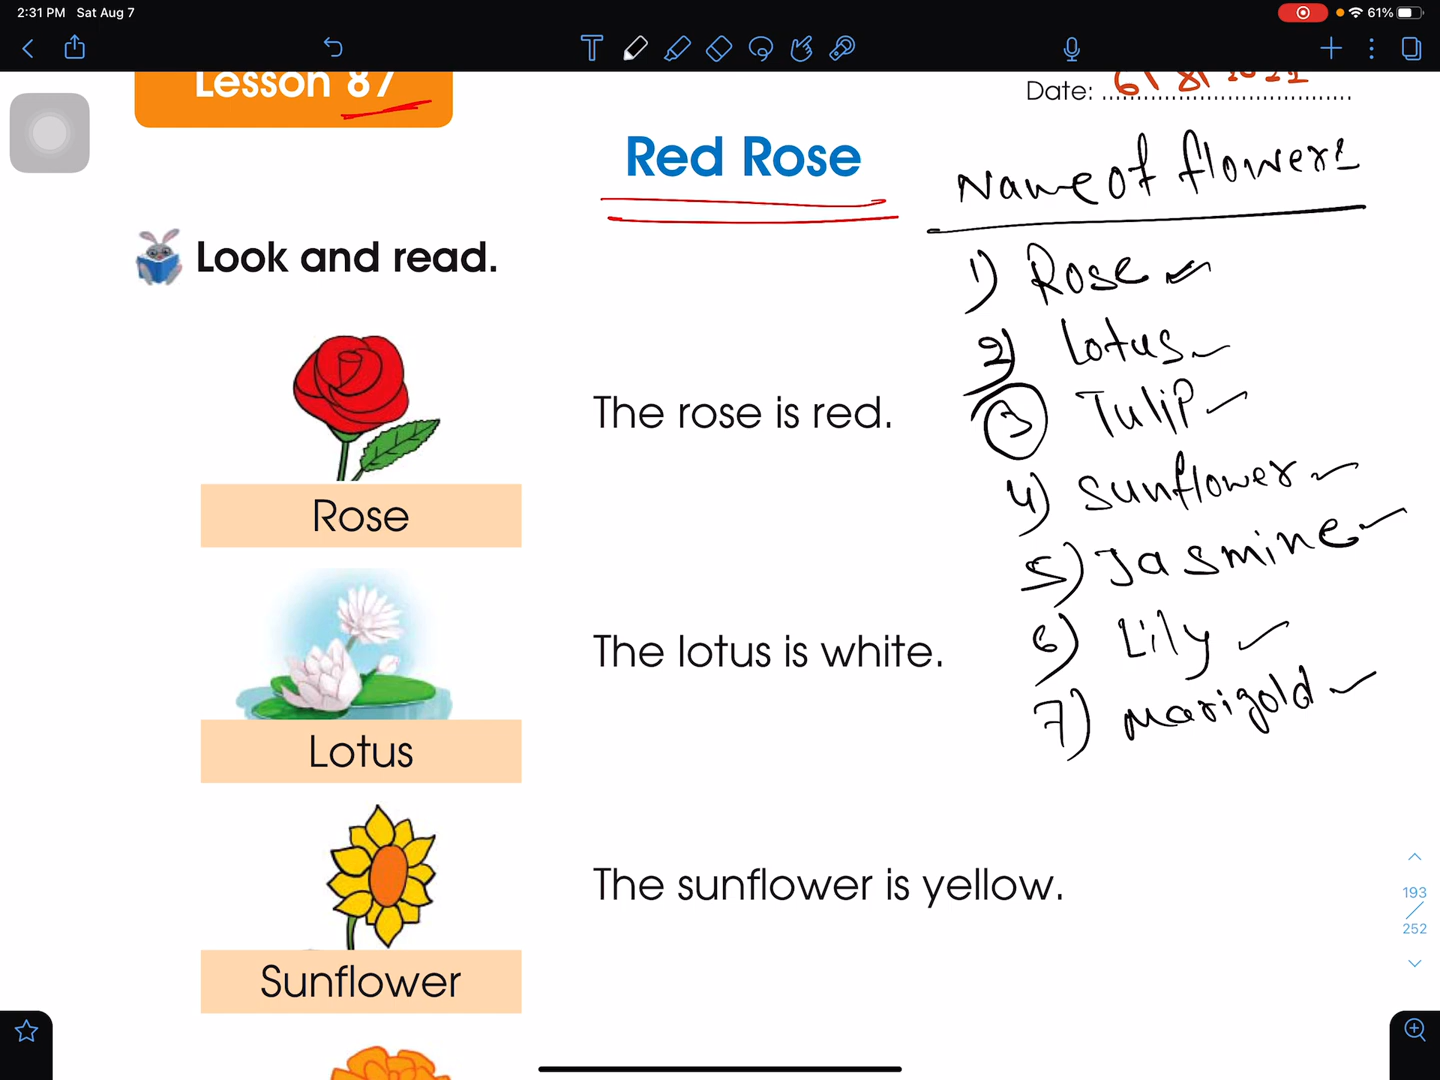 2:31 PM Sat Aug 7
61%
Lesson 87
Date:
Red Rose
Name of flowers
Look and read.
1) Rose
2) Lotus
3 Tulip
4) Sunflower
5) Jasmine
6) Lily
7) Marigold
The rose is red.
Rose
The lotus is white.
Lotus
The sunflower is yellow.
Sunflower
193
252